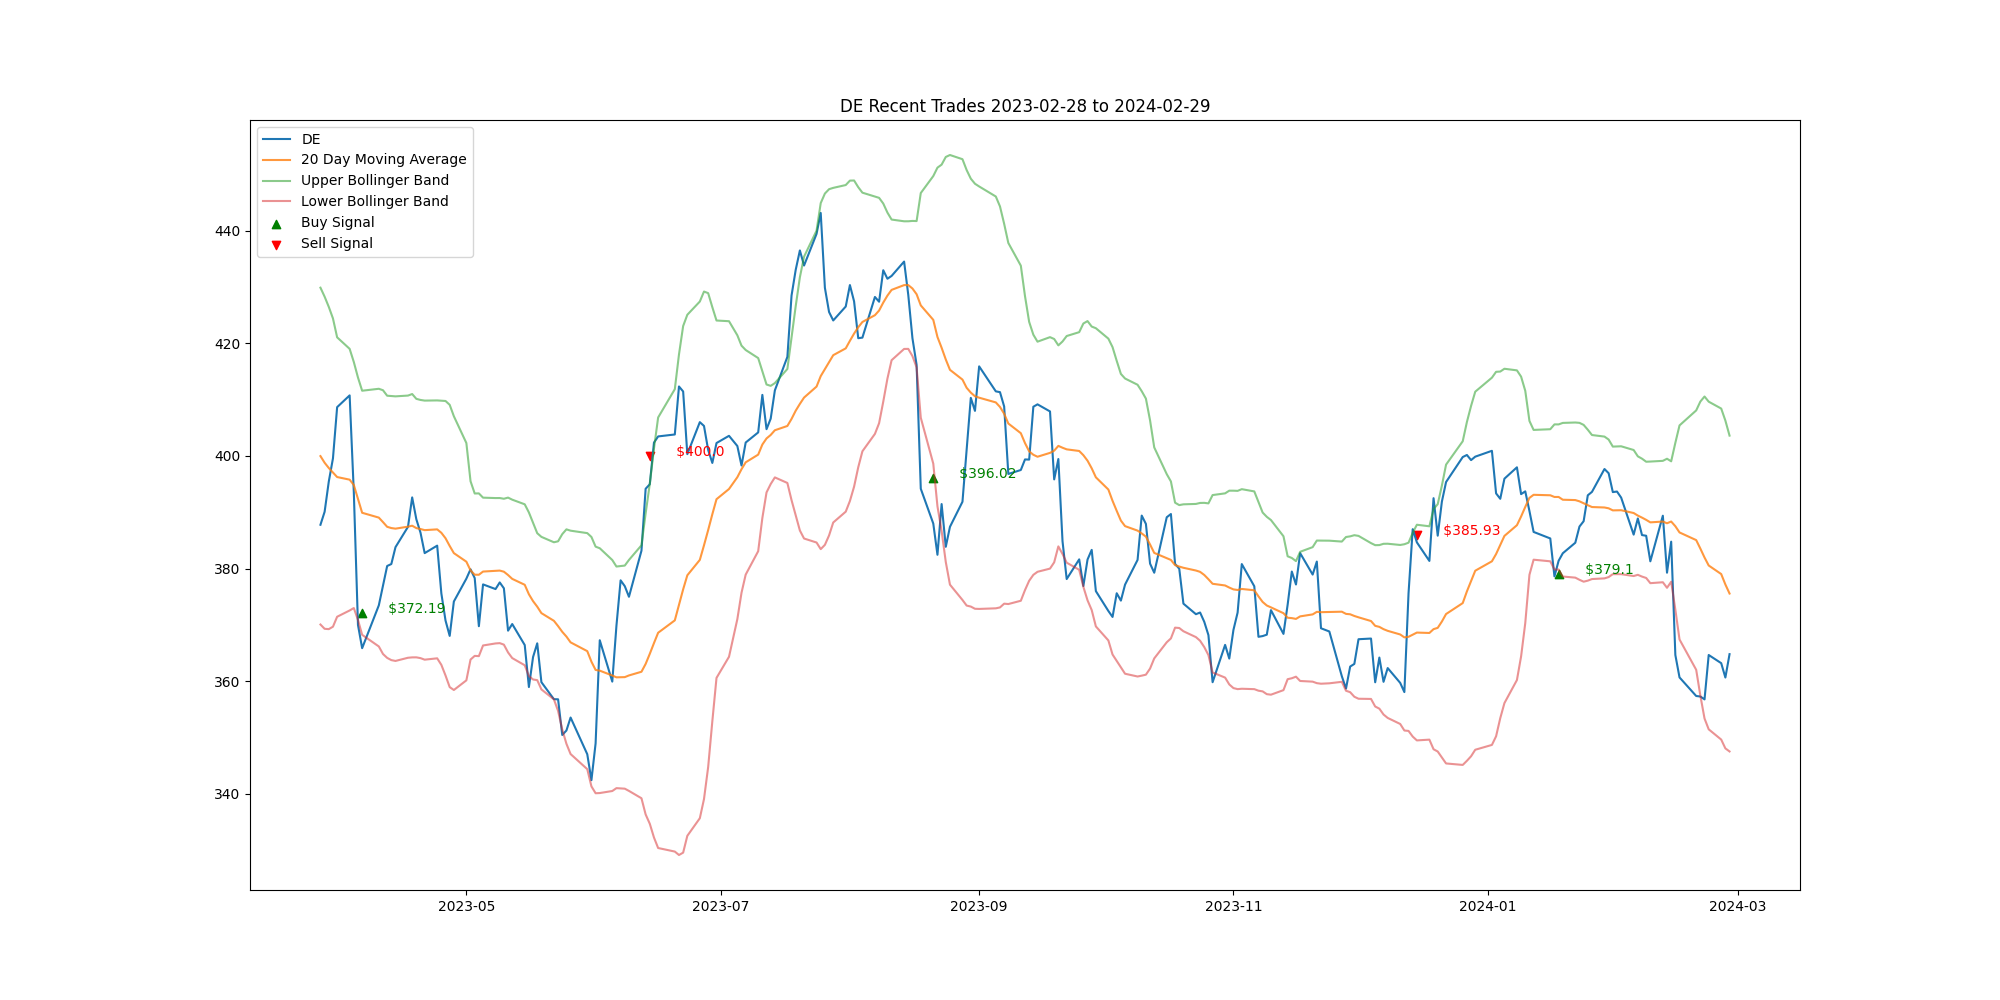 DE Recent Trades 2023-02-28 to 2024-02-29
DE
20 Day Moving Average
Upper Bollinger Band
Lower Bollinger Band
Buy Signal
Sell Signal
440
420
400
380
360
340
$372.19
$400.0
$396.02
$385.93
$379.1
2023-05
2023-07
2023-09
2023-11
2024-01
2024-03